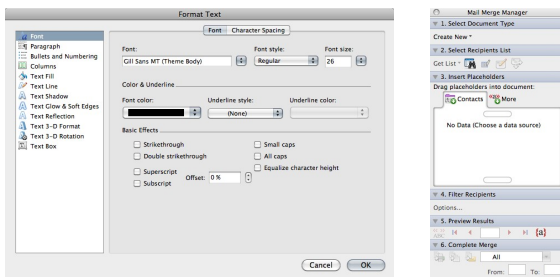 Format Text
Font Character Spacing
Font
Paragraph
Bullets and Numbering
Columns
Text Fill
Text Line
Text Shadow
Text Glow & Soft Edges
Text Reflection
Text 3-D Format
Text 3-D Rotation
Text Box
Font: Font style: Font size:
Gill Sans MT (Theme Body) Regular 26
Color & Underline
Font color: Underline style: Underline color:
(None)
Basic Effects
Strikethrough Small caps
Double strikethrough All caps
Superscript Equalize character height
Offset: 0 %
Subscript
Cancel OK
Mail Merge Manager
1. Select Document Type
Create New
2. Select Recipients List
Get List
3. Insert Placeholders
Drag placeholders into document:
Contacts More
No Data (Choose a data source)
4. Filter Recipients
Options...
5. Preview Results
{a}
6. Complete Merge
All
From: To: